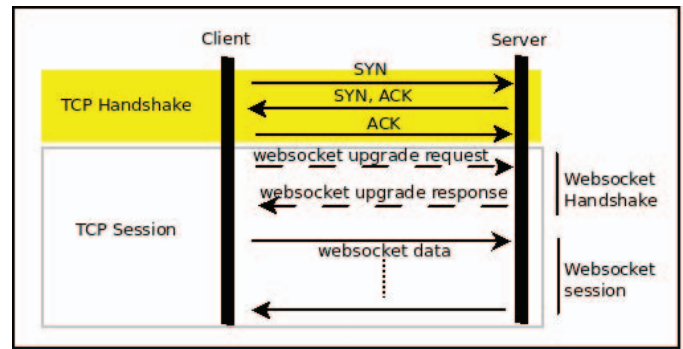 Client
Server
SYN
TCP Handshake
SYN, ACK
ACK
websocket upgrade request
websocket upgrade response
Websocket
Handshake
TCP Session
websocket data
Websocket
session